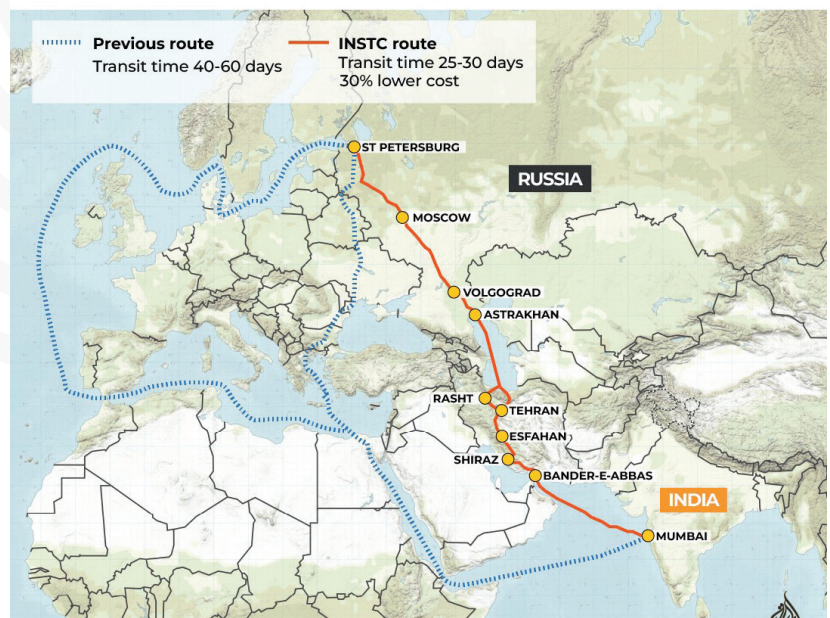 Previous route
Transit time 40-60 days
INSTC route
Transit time 25-30 days
30% lower cost
ST PETERSBURG
RUSSIA
MOSCOW
VOLGOGRAD
ASTRAKHAN
RASHT
TEHRAN
ESFAHAN
SHIRAZ
BANDER-E-ABBAS
INDIA
MUMBAI